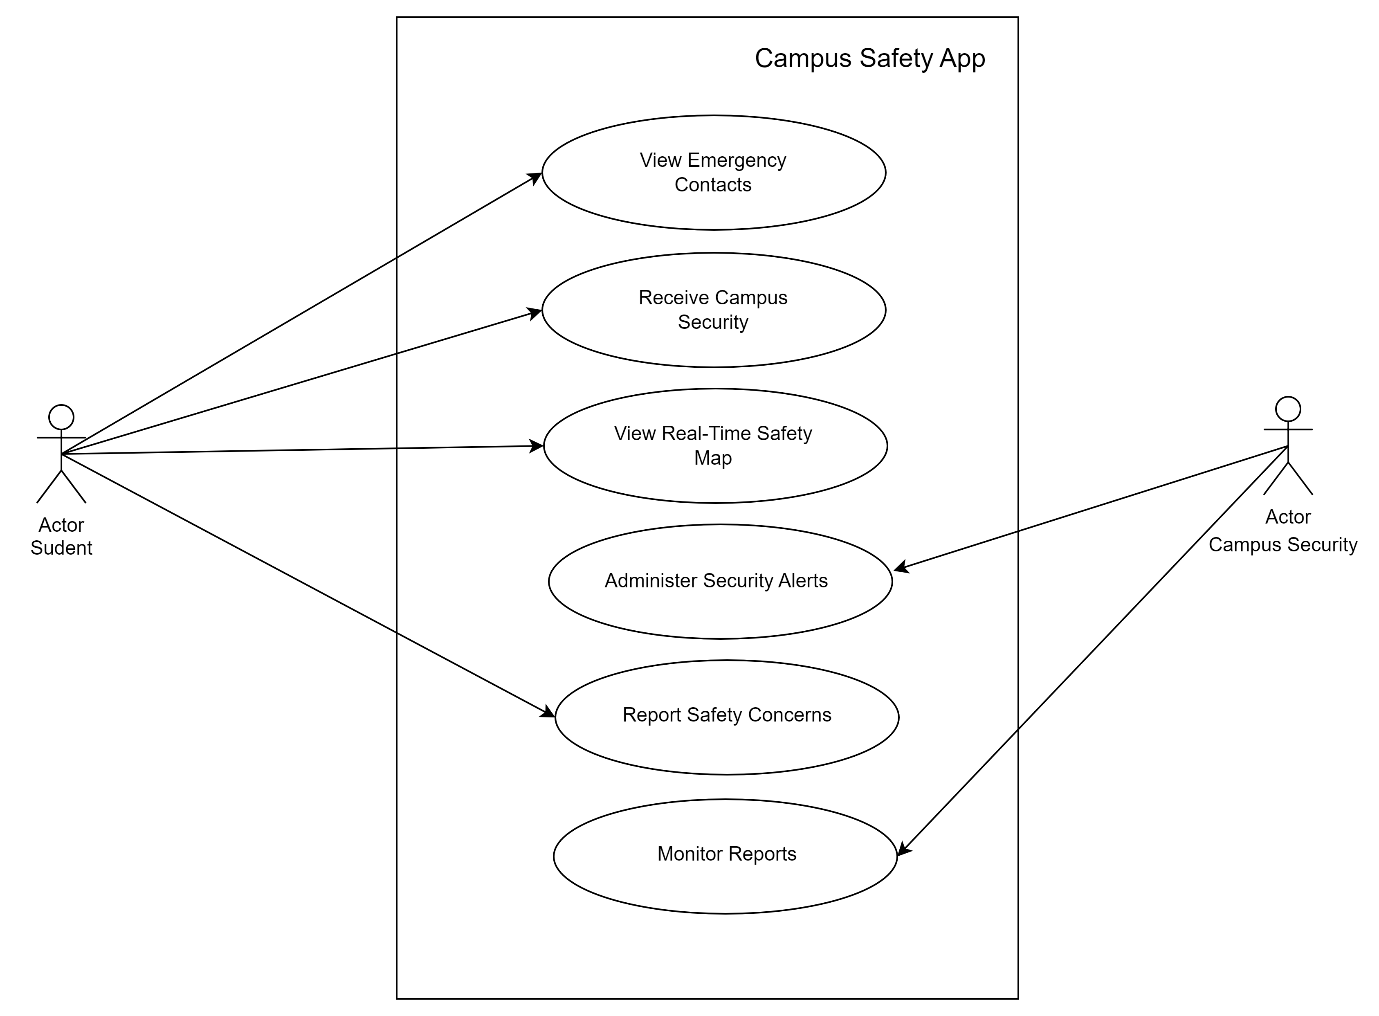 Campus Safety App
View Emergency
Contacts
Receive Campus
Security
View Real-Time Safety
Map
Administer Security Alerts
Report Safety Concerns
Monitor Reports
Actor
Sudent
Actor
Campus Security